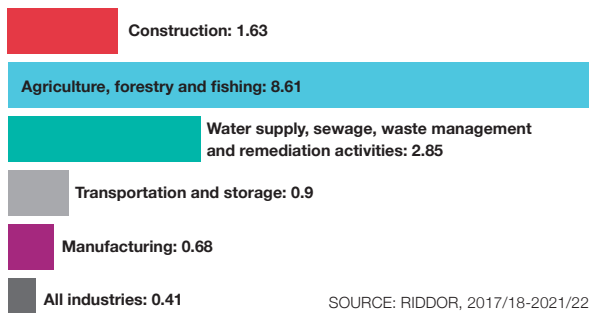 Construction: 1.63
Agriculture, forestry and fishing: 8.61
Water supply, sewage, waste management
and remediation activities: 2.85
Transportation and storage: 0.9
Manufacturing: 0.68
All industries: 0.41
SOURCE: RIDDOR, 2017/18-2021/22